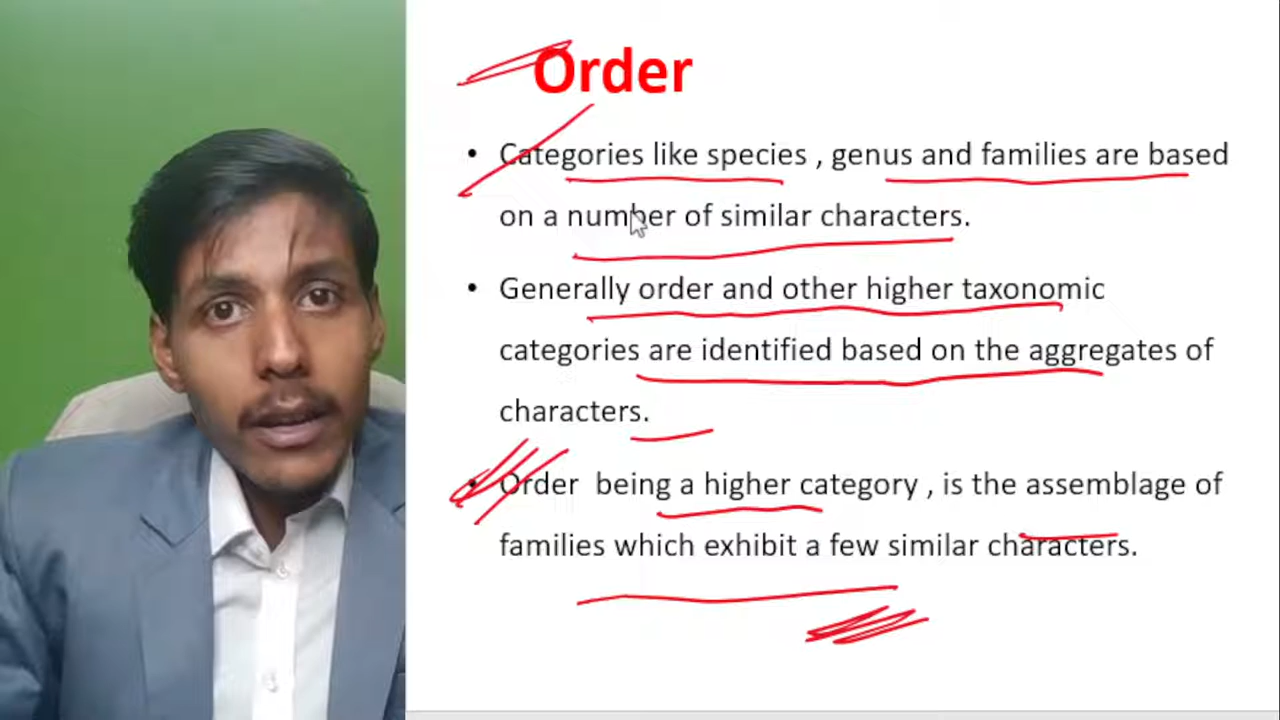 Order
• Categories like species , genus and families are based
on a number of similar characters.
• Generally order and other higher taxonomic
categories are identified based on the aggregates of
characters.
• Order being a higher category , is the assemblage of
families which exhibit a few similar characters.